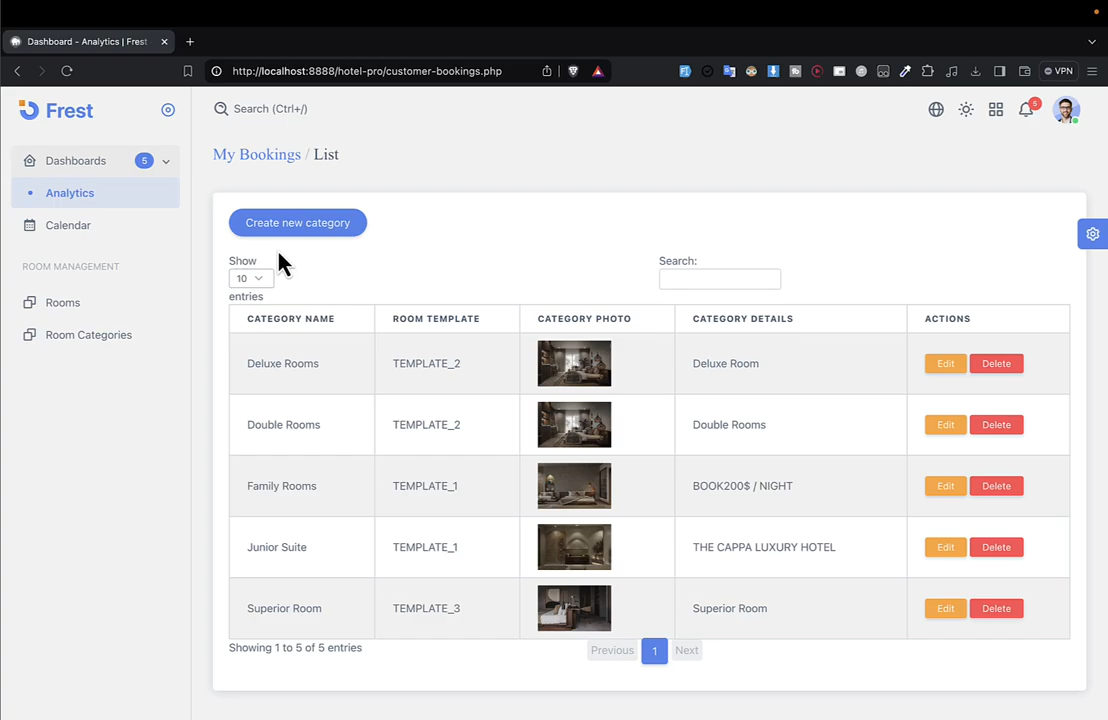 Dashboard - Analytics | Frest
http://localhost:8888/hotel-pro/customer-bookings.php
VPN
Frest
Search (Ctrl+/)
5
Dashboards
5
My Bookings / List
Analytics
Calendar
Create new category
ROOM MANAGEMENT
Show
10
entries
Search:
Rooms
Room Categories
CATEGORY NAME ROOM TEMPLATE CATEGORY PHOTO CATEGORY DETAILS ACTIONS
Deluxe Rooms TEMPLATE_2 Deluxe Room Edit Delete
Double Rooms TEMPLATE_2 Double Rooms Edit Delete
Family Rooms TEMPLATE_1 BOOK200$ / NIGHT Edit Delete
Junior Suite TEMPLATE_1 THE CAPPA LUXURY HOTEL Edit Delete
Superior Room TEMPLATE_3 Superior Room Edit Delete
Showing 1 to 5 of 5 entries
Previous 1 Next